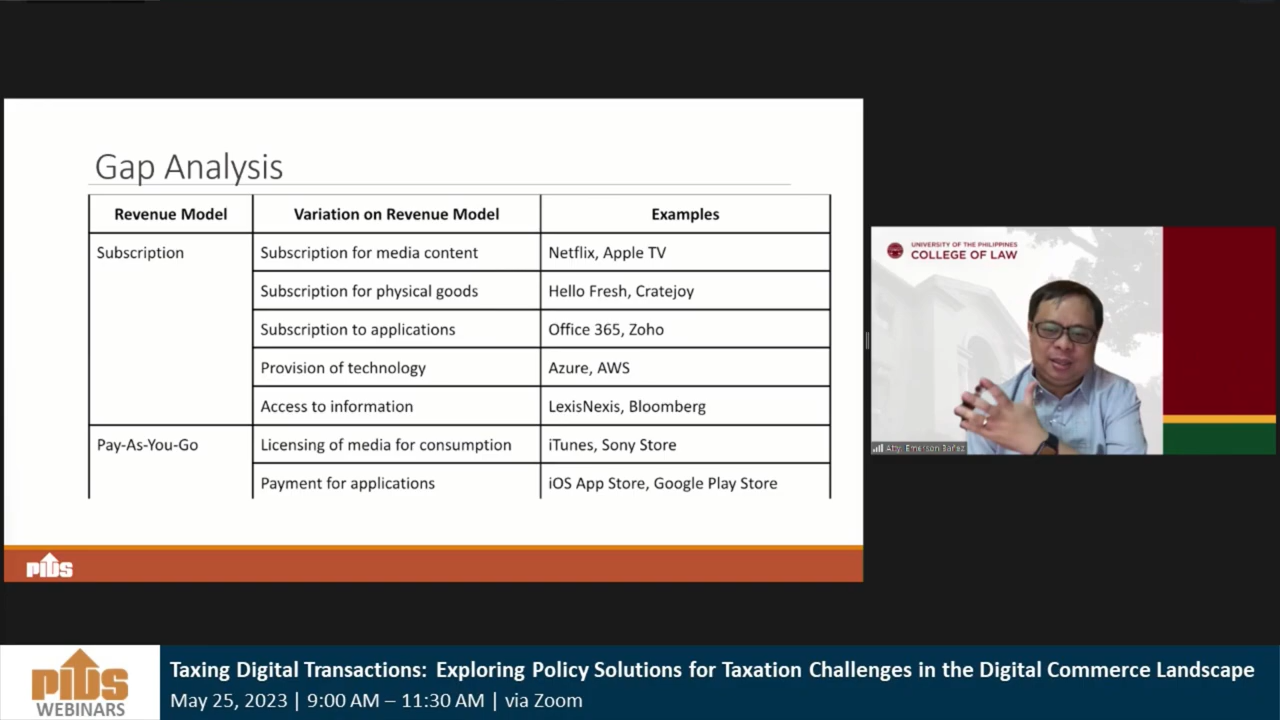 Gap Analysis
Revenue Model Variation on Revenue Model Examples
Subscription Subscription for media content Netflix, Apple TV
Subscription for physical goods Hello Fresh, Cratejoy
Subscription to applications Office 365, Zoho
Provision of technology Azure, AWS
Access to information LexisNexis, Bloomberg
Pay-As-You-Go Licensing of media for consumption iTunes, Sony Store
Payment for applications iOS App Store, Google Play Store
PIDS
UNIVERSITY OF THE PHILIPPINES
COLLEGE OF LAW
Atty. Emerson Bañez
PIDS
WEBINARS
Taxing Digital Transactions: Exploring Policy Solutions for Taxation Challenges in the Digital Commerce Landscape
May 25, 2023 | 9:00 AM – 11:30 AM | via Zoom